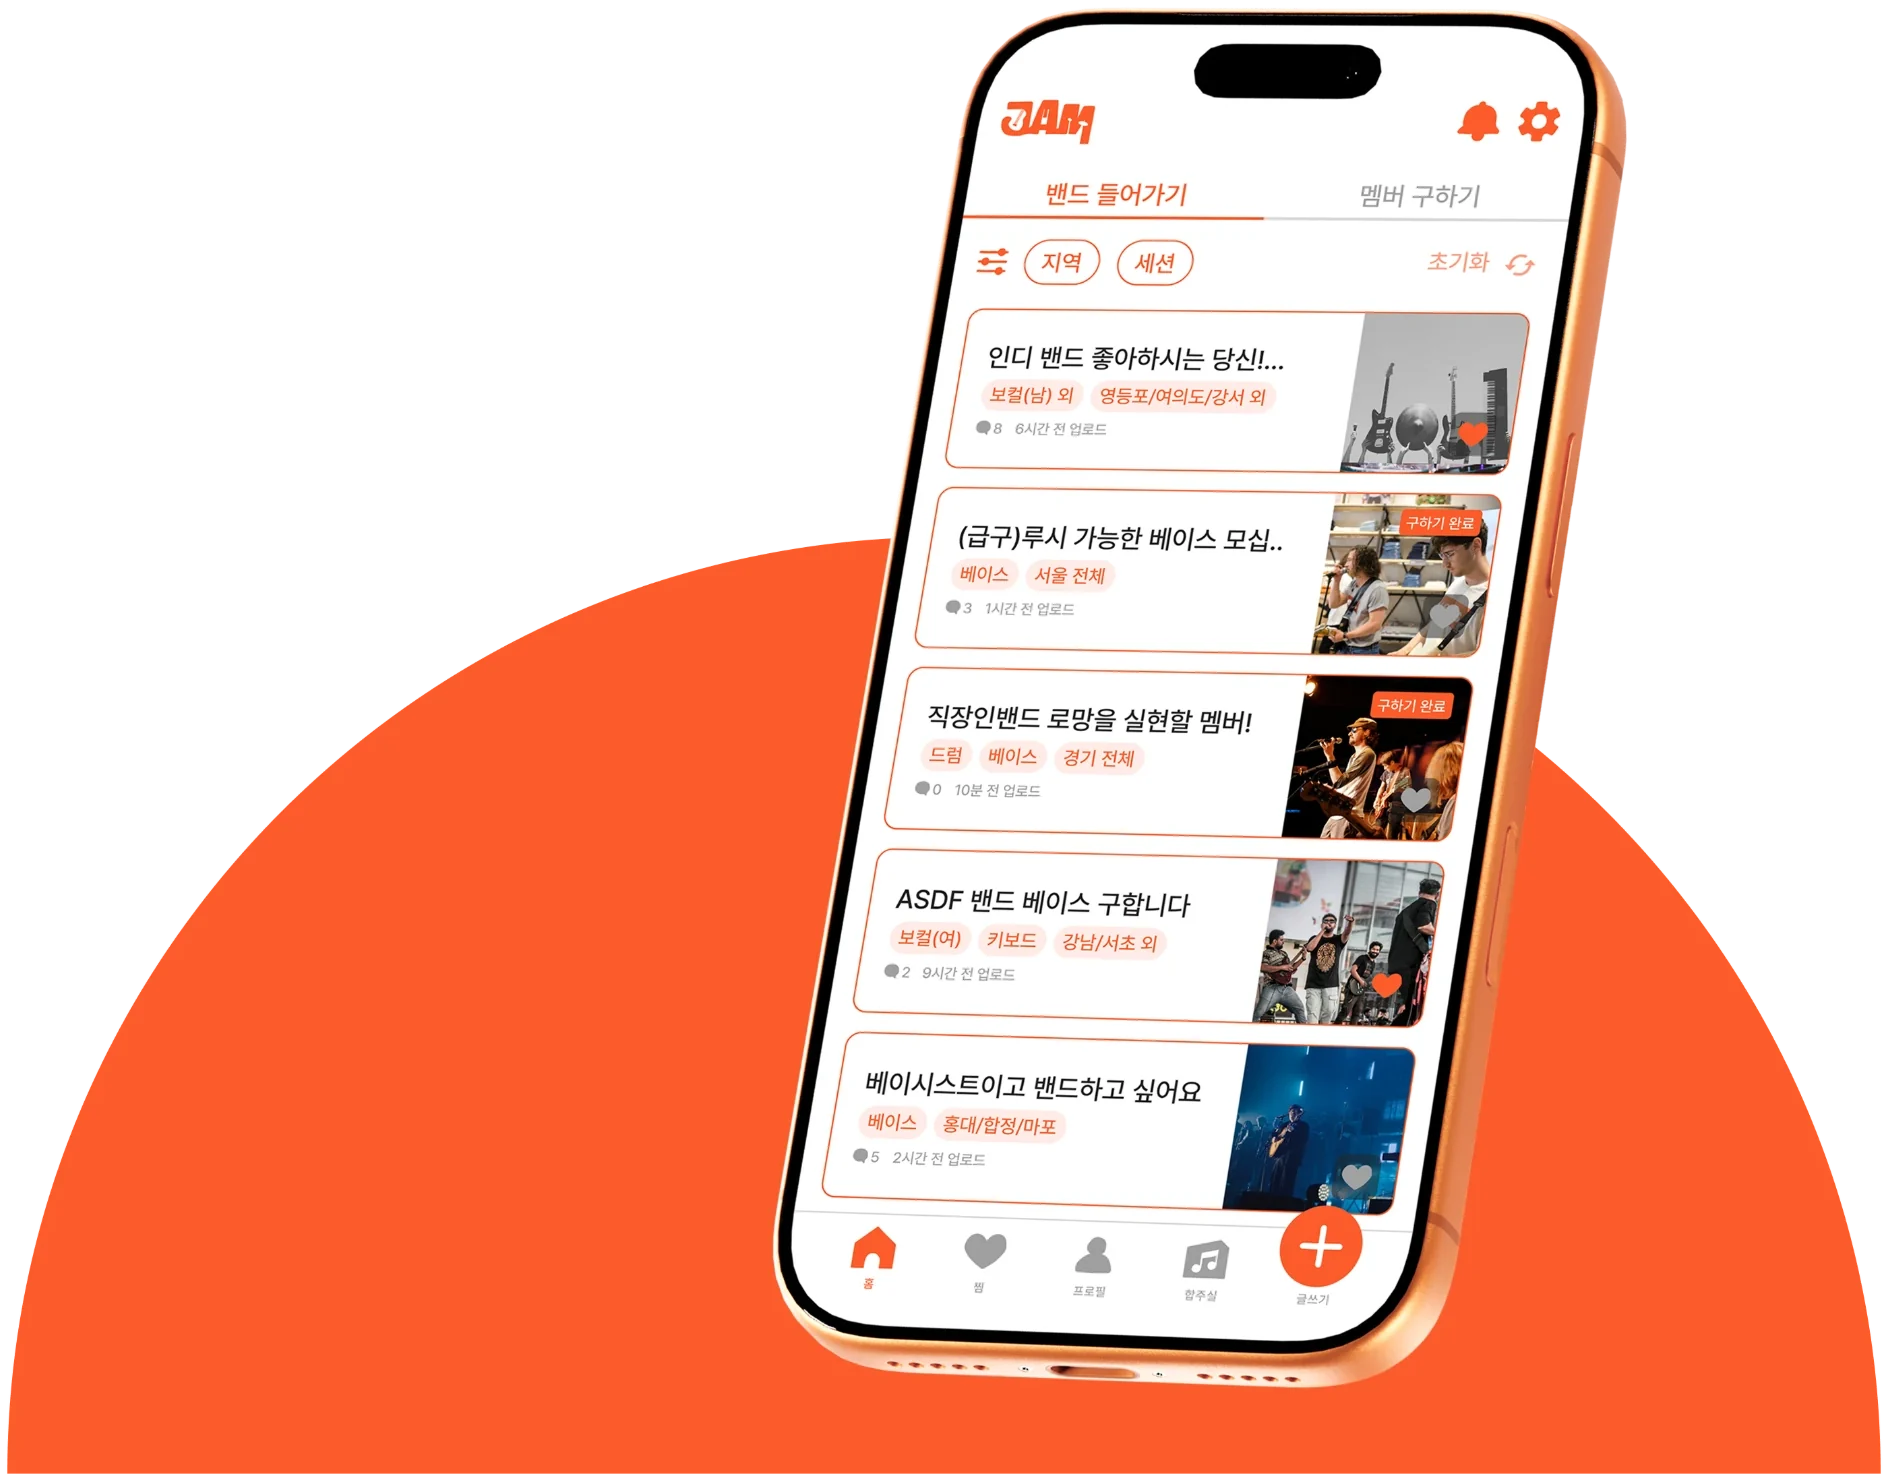 JAM
밴드 들어가기 멤버 구하기
지역 세션 초기화
인디 밴드 좋아하시는 당신!...
보컬(남) 외 영등포/여의도/강서 외
8 6시간 전 업로드
구하기 완료
(급구)루시 가능한 베이스 모십..
베이스 서울 전체
3 1시간 전 업로드
구하기 완료
직장인밴드 로망을 실현할 멤버!
드럼 베이스 경기 전체
0 10분 전 업로드
ASDF 밴드 베이스 구합니다
보컬(여) 키보드 강남/서초 외
2 9시간 전 업로드
베이시스트이고 밴드하고 싶어요
베이스 홍대/합정/마포
5 2시간 전 업로드
홈 찜 프로필 합주실 글쓰기